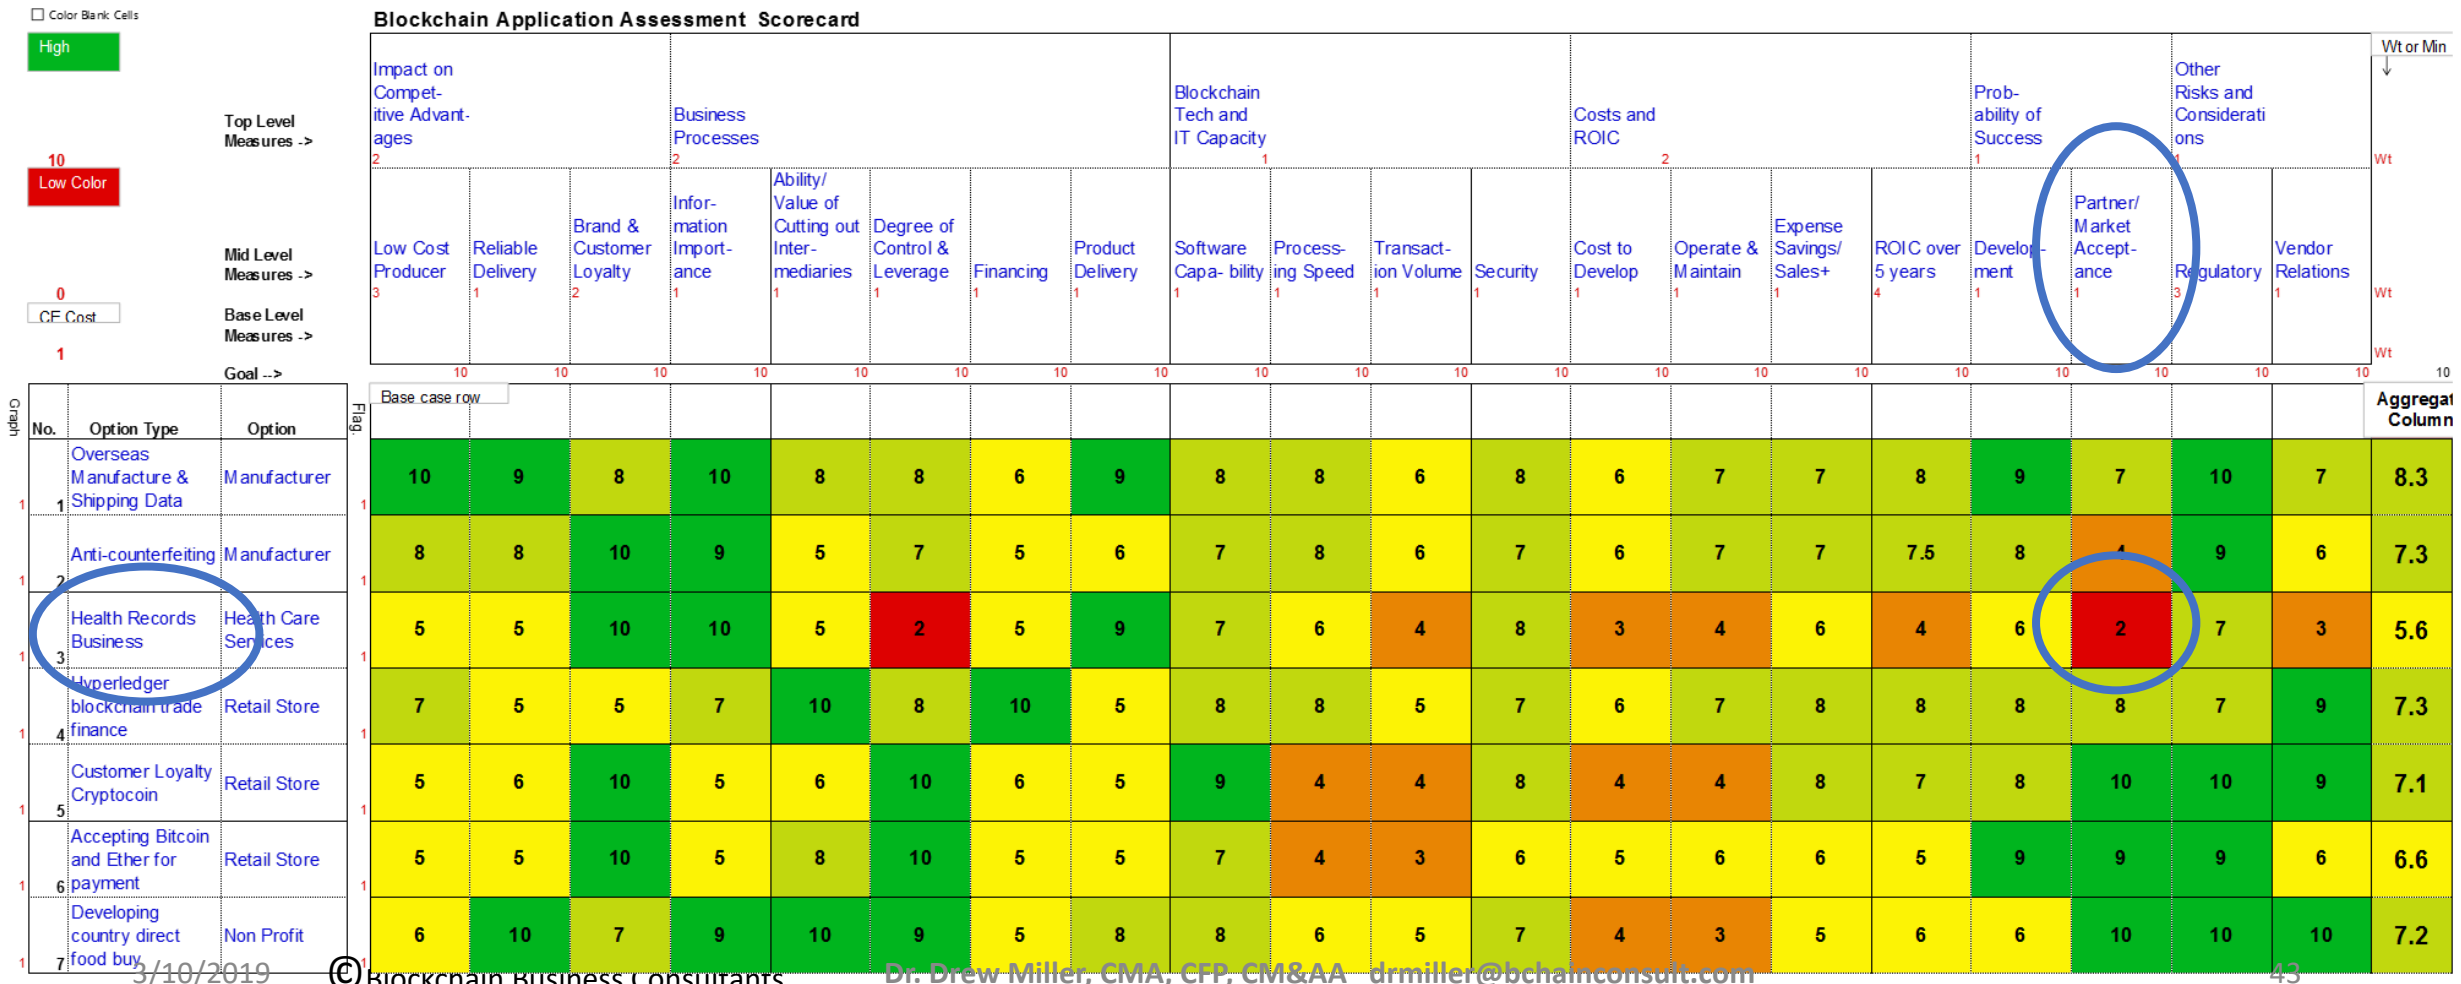 Color Blank Cells
Blockchain Application Assessment Scorecard
High
10
Low Color
0
CE Cost
1
Top Level
Measures ->
Mid Level
Measures ->
Base Level
Measures ->
Goal -->
Wt or Min
Impact on
Compet-
itive Advant-
ages
2
Business
Processes
2
Blockchain
Tech and
IT Capacity
1
Costs and
ROIC
2
Prob-
ability of
Success
1
Other
Risks and
Considerati
ons
1
Wt
Low Cost
Producer
3
Reliable
Delivery
1
Brand &
Customer
Loyalty
2
Infor-
mation
Import-
ance
1
Ability/
Value of
Cutting out
Inter-
mediaries
1
Degree of
Control &
Leverage
1
Financing
1
Product
Delivery
1
Software
Capa- bility
1
Process-
ing Speed
1
Transact-
ion Volume
1
Security
1
Cost to
Develop
1
Operate &
Maintain
1
Expense
Savings/
Sales+
1
ROIC over
5 years
4
Develop-
ment
1
Partner/
Market
Accept-
ance
1
Regulatory
3
Vendor
Relations
1
Wt
Wt
10 10 10 10 10 10 10 10 10 10 10 10 10 10 10 10 10 10 10 10 10
Graph
No. Option Type Option
Flag.
Base case row
Aggregat
Column
1 1 Overseas
Manufacture &
Shipping Data
Manufacturer
1 10 9 8 10 8 8 6 9 8 8 6 8 6 7 7 8 9 7 10 7 8.3
1 2 Anti-counterfeiting Manufacturer
1 8 8 10 9 5 7 5 6 7 8 6 7 6 7 7 7.5 8 4 9 6 7.3
1 3 Health Records
Business
Health Care
Services
1 5 5 10 10 5 2 5 9 7 6 4 8 3 4 6 4 6 2 7 3 5.6
1 4 Hyperledger
blockchain trade
finance
Retail Store
1 7 5 5 7 10 8 10 5 8 8 5 7 6 7 8 8 8 8 7 9 7.3
1 5 Customer Loyalty
Cryptocoin
Retail Store
1 5 6 10 5 6 10 6 5 9 4 4 8 4 4 8 7 8 10 10 9 7.1
1 6 Accepting Bitcoin
and Ether for
payment
Retail Store
1 5 5 10 5 8 10 5 5 7 4 3 6 5 6 6 5 9 9 9 6 6.6
1 7 Developing
country direct
food buy
Non Profit
1 6 10 7 9 10 9 5 8 8 6 5 7 4 3 5 6 6 10 10 10 7.2
3/10/2019
©Blockchain Business Consultants
Dr. Drew Miller, CMA, CFP, CM&AA drmiller@bchainconsult.com
43